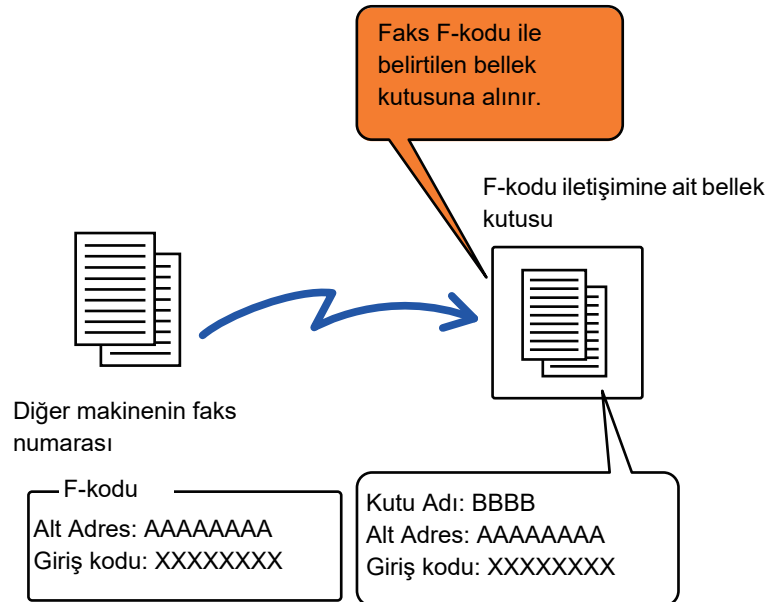 Faks F-kodu ile
belirtilen bellek
kutusuna alınır.
F-kodu iletişimine ait bellek
kutusu
Diğer makinenin faks
numarası
F-kodu
Alt Adres: AAAAAAAA
Giriş kodu: XXXXXXXX
Kutu Adı: BBBB
Alt Adres: AAAAAAAA
Giriş kodu: XXXXXXXX